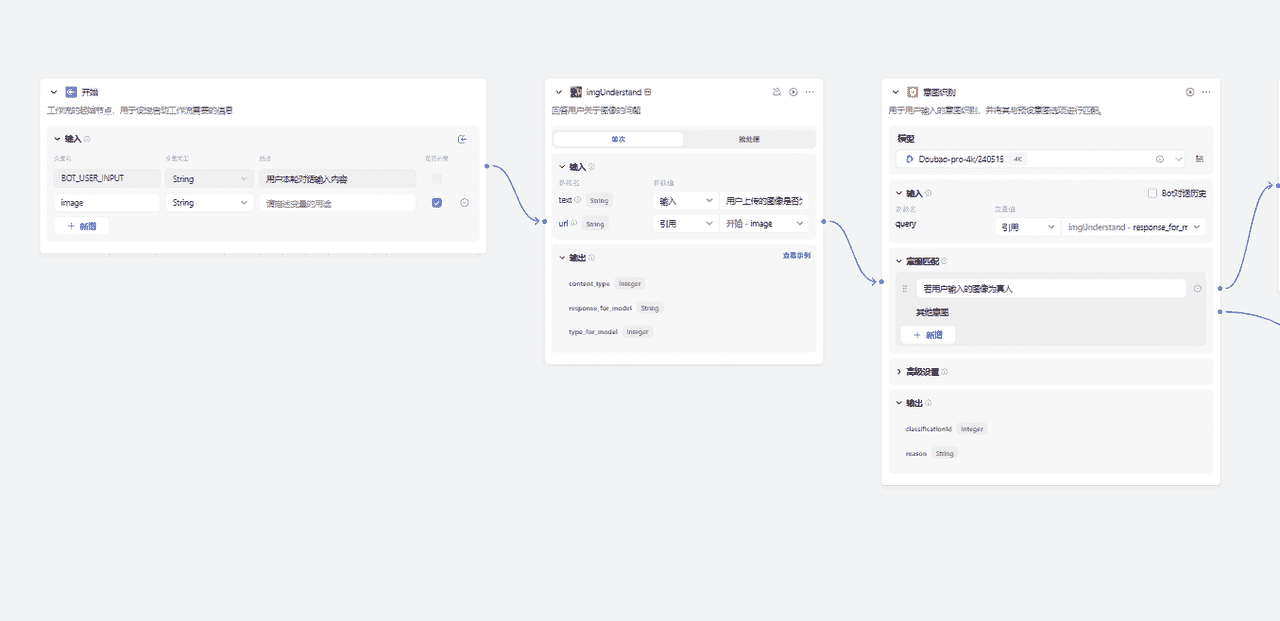 开始
工作流的起始节点，用于设定启动工作流需要的信息
输入
变量名 变量类型 描述 是否必要
BOT_USER_INPUT String 用户本轮对话输入内容
image String 请描述变量的用途
+ 新增
imgUnderstand
回答用户关于图像的问题
单次 批处理
输入
参数名 参数值
text String 输入 用户上传的图像是否
url String 引用 开始 - image
输出 查看示例
content_type Integer
response_for_model String
type_for_model Integer
意图识别
用于用户输入的意图识别，并将其与预设意图选项进行匹配。
模型
Doubao-pro-4k/240515 4K
输入 Bot对话历史
参数名 变量值
query 引用 imgUnderstand - response_for_m
意图匹配
若用户输入的图像为真人
其他意图
+ 新增
高级设置
输出
classificationId Integer
reason String